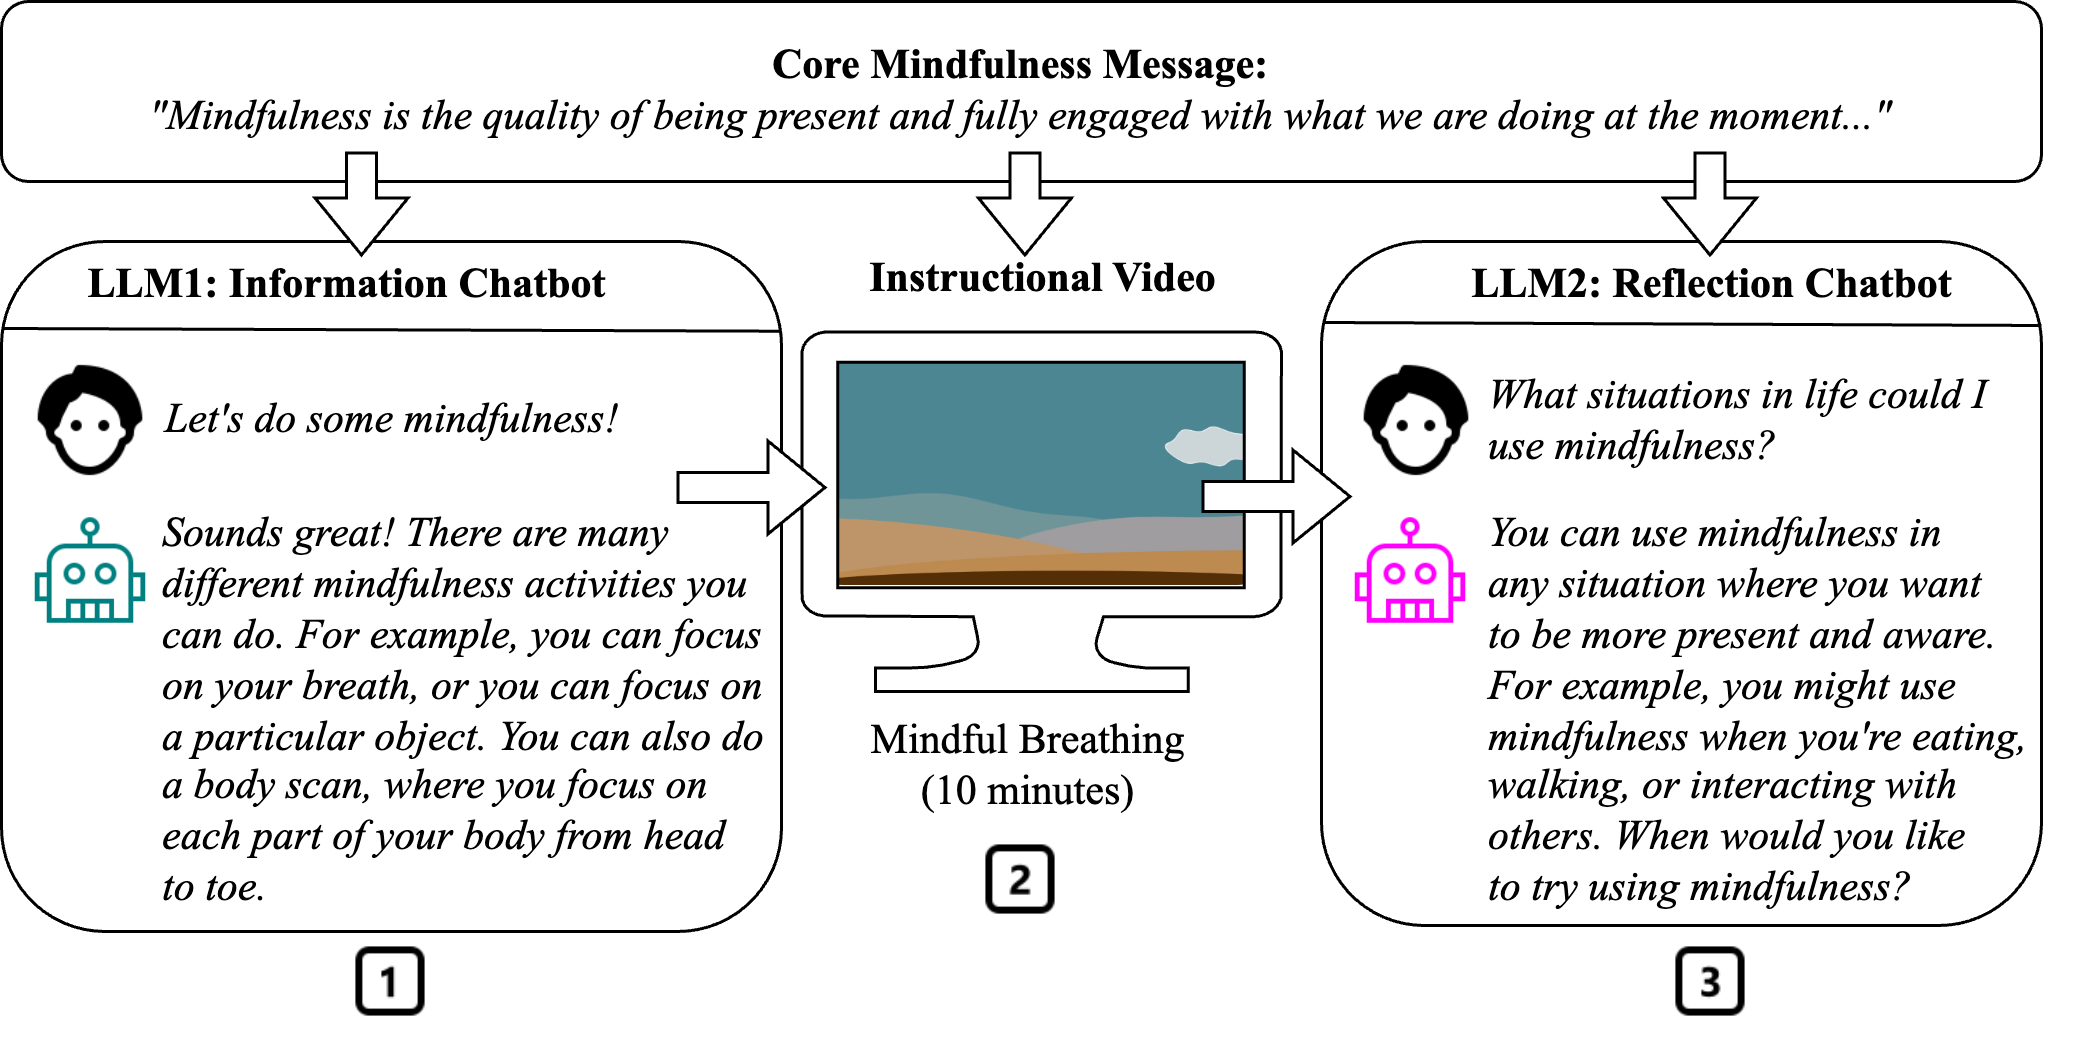 Core Mindfulness Message:
"Mindfulness is the quality of being present and fully engaged with what we are doing at the moment..."
LLM1: Information Chatbot
Let's do some mindfulness!
Sounds great! There are many
different mindfulness activities you
can do. For example, you can focus
on your breath, or you can focus on
a particular object. You can also do
a body scan, where you focus on
each part of your body from head
to toe.
1
Instructional Video
Mindful Breathing
(10 minutes)
2
LLM2: Reflection Chatbot
What situations in life could I
use mindfulness?
You can use mindfulness in
any situation where you want
to be more present and aware.
For example, you might use
mindfulness when you're eating,
walking, or interacting with
others. When would you like
to try using mindfulness?
3